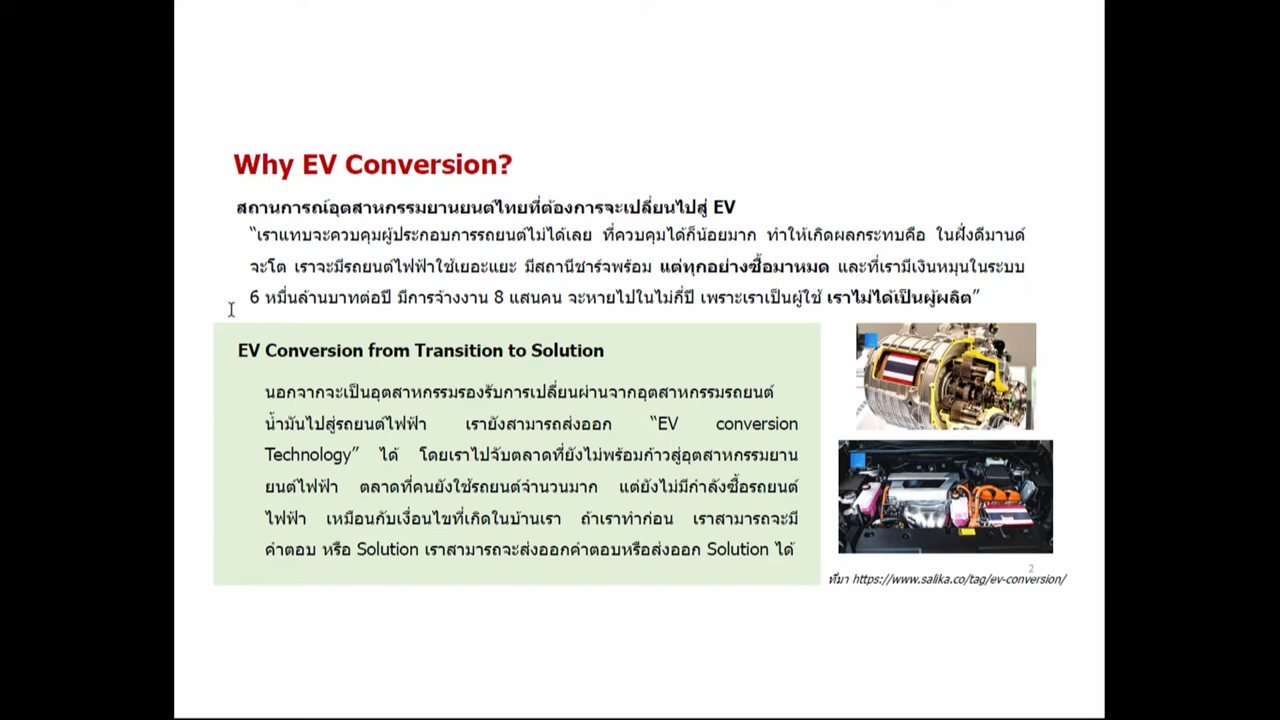 Why EV Conversion?
สถานการณ์อุตสาหกรรมยานยนต์ไทยที่ต้องการจะเปลี่ยนไปสู่ EV
“เราแทบจะควบคุมผู้ประกอบการรถยนต์ไม่ได้เลย ที่ควบคุมได้ก็น้อยมาก ทำให้เกิดผลกระทบคือ ในฝั่งดีมานด์
จะโต เราจะมีรถยนต์ไฟฟ้าใช้เยอะแยะ มีสถานีชาร์จพร้อม แต่ทุกอย่างซื้อมาหมด และที่เรามีเงินหมุนในระบบ
6 หมื่นล้านบาทต่อปี มีการจ้างงาน 8 แสนคน จะหายไปในไม่กี่ปี เพราะเราเป็นผู้ใช้ เราไม่ได้เป็นผู้ผลิต”
EV Conversion from Transition to Solution
นอกจากจะเป็นอุตสาหกรรมรองรับการเปลี่ยนผ่านจากอุตสาหกรรมรถยนต์
น้ำมันไปสู่รถยนต์ไฟฟ้า เรายังสามารถส่งออก “EV conversion
Technology” ได้ โดยเราไปจับตลาดที่ยังไม่พร้อมก้าวสู่อุตสาหกรรมยาน
ยนต์ไฟฟ้า ตลาดที่คนยังใช้รถยนต์จำนวนมาก แต่ยังไม่มีกำลังซื้อรถยนต์
ไฟฟ้า เหมือนกับเงื่อนไขที่เกิดในบ้านเรา ถ้าเราทำก่อน เราสามารถจะมี
คำตอบ หรือ Solution เราสามารถจะส่งออกคำตอบหรือส่งออก Solution ได้
2
ที่มา https://www.salika.co/tag/ev-conversion/